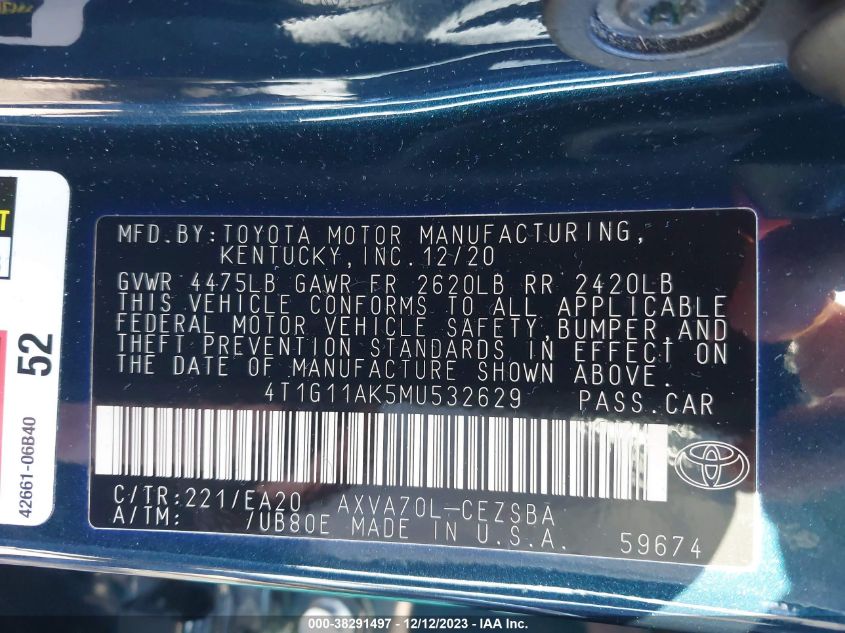 MFD.BY:TOYOTA MOTOR MANUFACTURING,
KENTUCKY,INC.12/20
GVWR 4475LB GAWR FR 2620LB RR 2420LB
THIS VEHICLE CONFORMS TO ALL APPLICABLE
FEDERAL MOTOR VEHICLE SAFETY,BUMPER,AND
THEFT PREVENTION STANDARDS IN EFFECT ON
THE DATE OF MANUFACTURE SHOWN ABOVE.
4T1G11AK5MU532629 PASS.CAR
C/TR:221/EA20 AXVA70L-CEZSBA
A/TM: /UB80E MADE IN U.S.A. 59674
52
42661-06B40
000-38291497 - 12/12/2023 - IAA Inc.